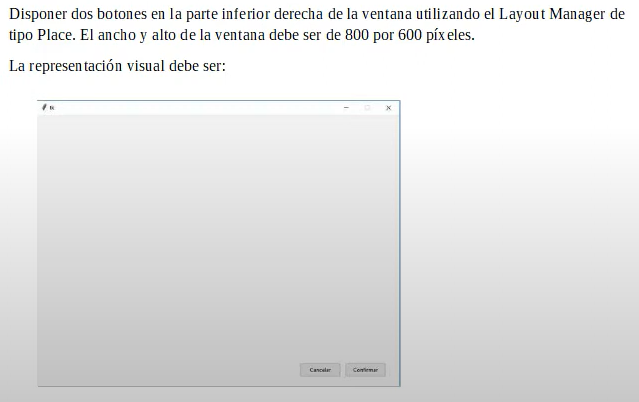 Disponer dos botones en la parte inferior derecha de la ventana utilizando el Layout Manager de
tipo Place. El ancho y alto de la ventana debe ser de 800 por 600 píxeles.
La representación visual debe ser:
tk
Cancelar
Confirmar